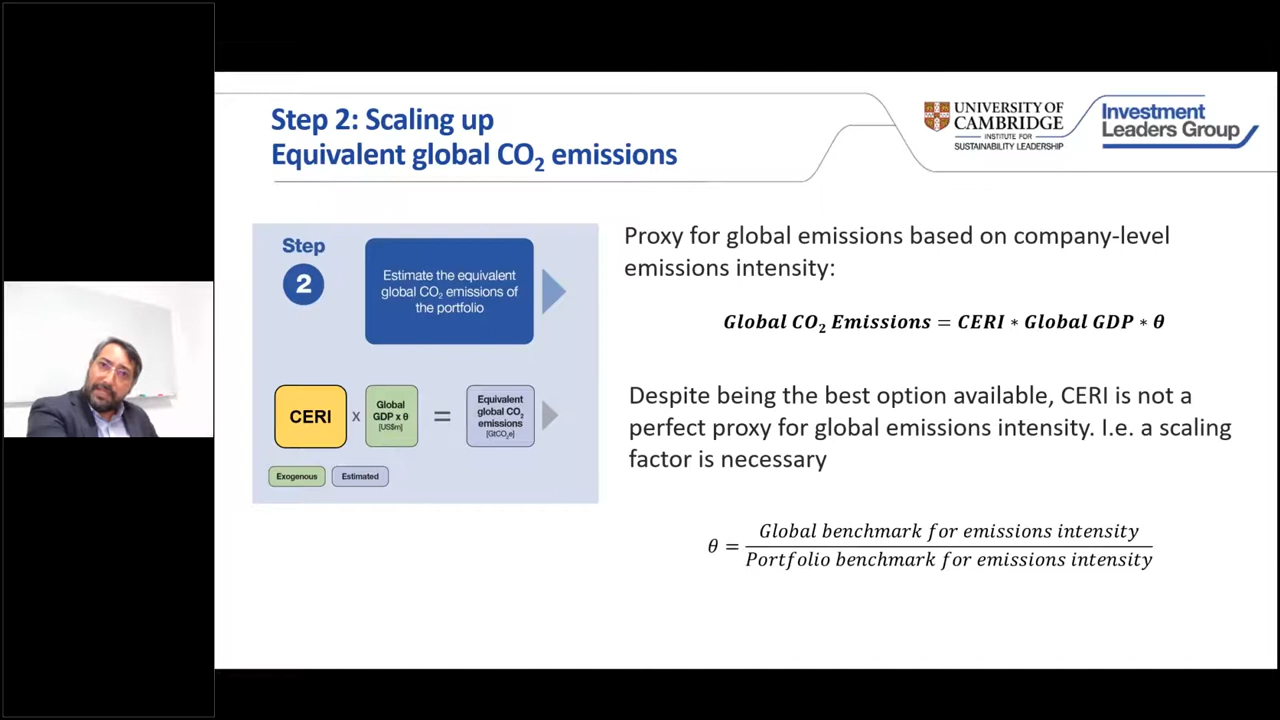 Step 2: Scaling up
Equivalent global CO₂ emissions
UNIVERSITY OF
CAMBRIDGE
INSTITUTE FOR
SUSTAINABILITY LEADERSHIP
Investment
Leaders Group
Step
2
Estimate the equivalent
global CO₂ emissions of
the portfolio
CERI
x
Global
GDP x θ
[US$m]
=
Equivalent
global CO₂
emissions
[GtCO₂e]
Exogenous
Estimated
Proxy for global emissions based on company-level
emissions intensity:
Global CO₂ Emissions = CERI * Global GDP * θ
Despite being the best option available, CERI is not a
perfect proxy for global emissions intensity. I.e. a scaling
factor is necessary
θ =
Global benchmark for emissions intensity
Portfolio benchmark for emissions intensity